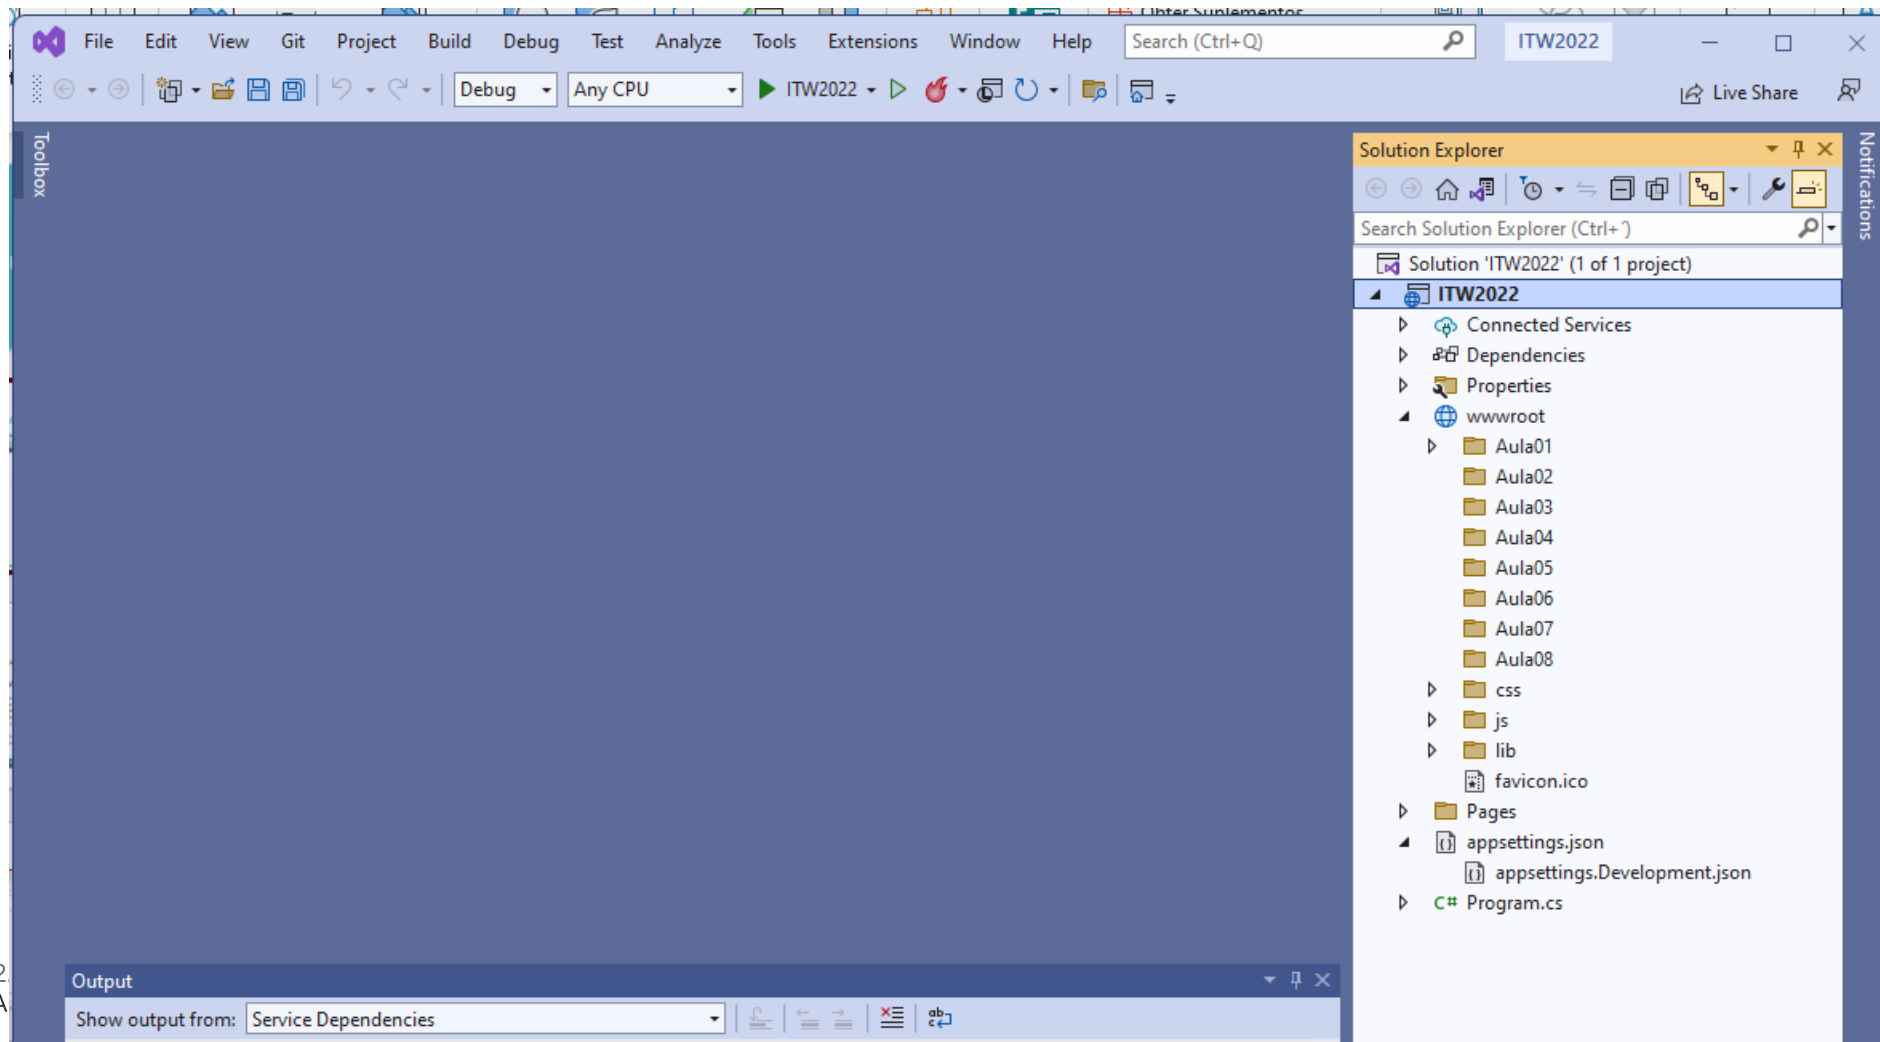 Obter Suplementos
File Edit View Git Project Build Debug Test Analyze Tools Extensions Window Help Search (Ctrl+Q) ITW2022
Debug Any CPU ITW2022 Live Share
Toolbox
Solution Explorer
Notifications
Search Solution Explorer (Ctrl+´)
Solution 'ITW2022' (1 of 1 project)
ITW2022
Connected Services
Dependencies
Properties
wwwroot
Aula01
Aula02
Aula03
Aula04
Aula05
Aula06
Aula07
Aula08
css
js
lib
favicon.ico
Pages
appsettings.json
appsettings.Development.json
C# Program.cs
Output
Show output from: Service Dependencies